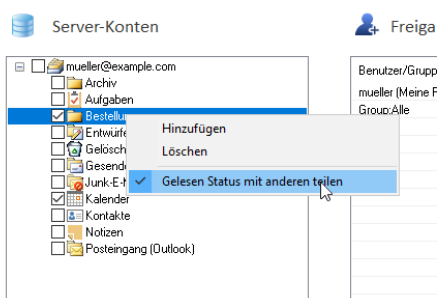 Server-Konten
Freiga
mueller@example.com
Benutzer/Grupp
Archiv
mueller (Meine F
Aufgaben
Group:Alle
Bestellu
Entwürfe
Hinzufügen
Gelösch
Löschen
Gesende
Junk-E-M
Gelesen Status mit anderen teilen
Kalender
Kontakte
Notizen
Posteingang (Outlook)